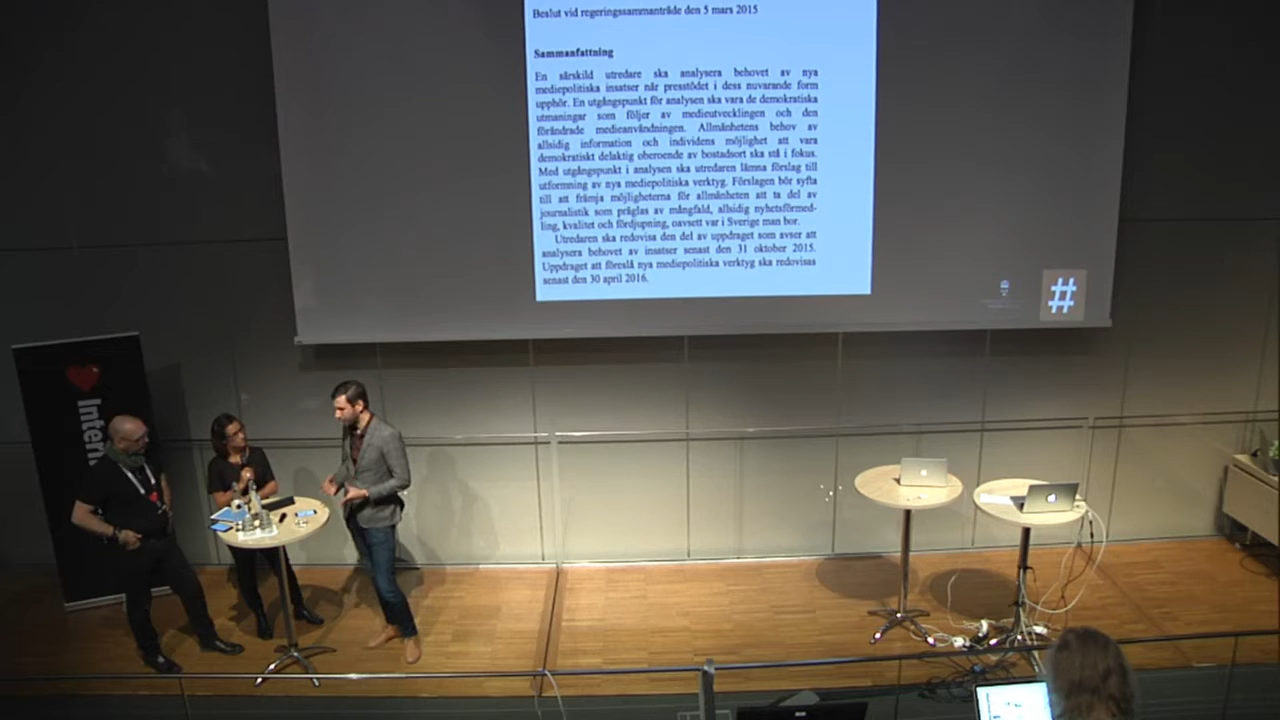 Beslut vid regeringssammanträde den 5 mars 2015
Sammanfattning
En särskild utredare ska analysera behovet av nya
mediepolitiska insatser när presstödet i dess nuvarande form
upphör. En utgångspunkt för analysen ska vara de demokratiska
utmaningar som följer av medieutvecklingen och den
förändrade medieanvändningen. Allmänhetens behov av
allsidig information och individens möjlighet att vara
demokratiskt delaktig oberoende av bostadsort ska stå i fokus.
Med utgångspunkt i analysen ska utredaren lämna förslag till
utformning av nya mediepolitiska verktyg. Förslagen bör syfta
till att främja möjligheterna för allmänheten att ta del av
journalistik som präglas av mångfald, allsidig nyhetsförmed-
ling, kvalitet och fördjupning, oavsett var i Sverige man bor.
Utredaren ska redovisa den del av uppdraget som avser att
analysera behovet av insatser senast den 31 oktober 2015.
Uppdraget att föreslå nya mediepolitiska verktyg ska redovisas
senast den 30 april 2016.
#
Intern